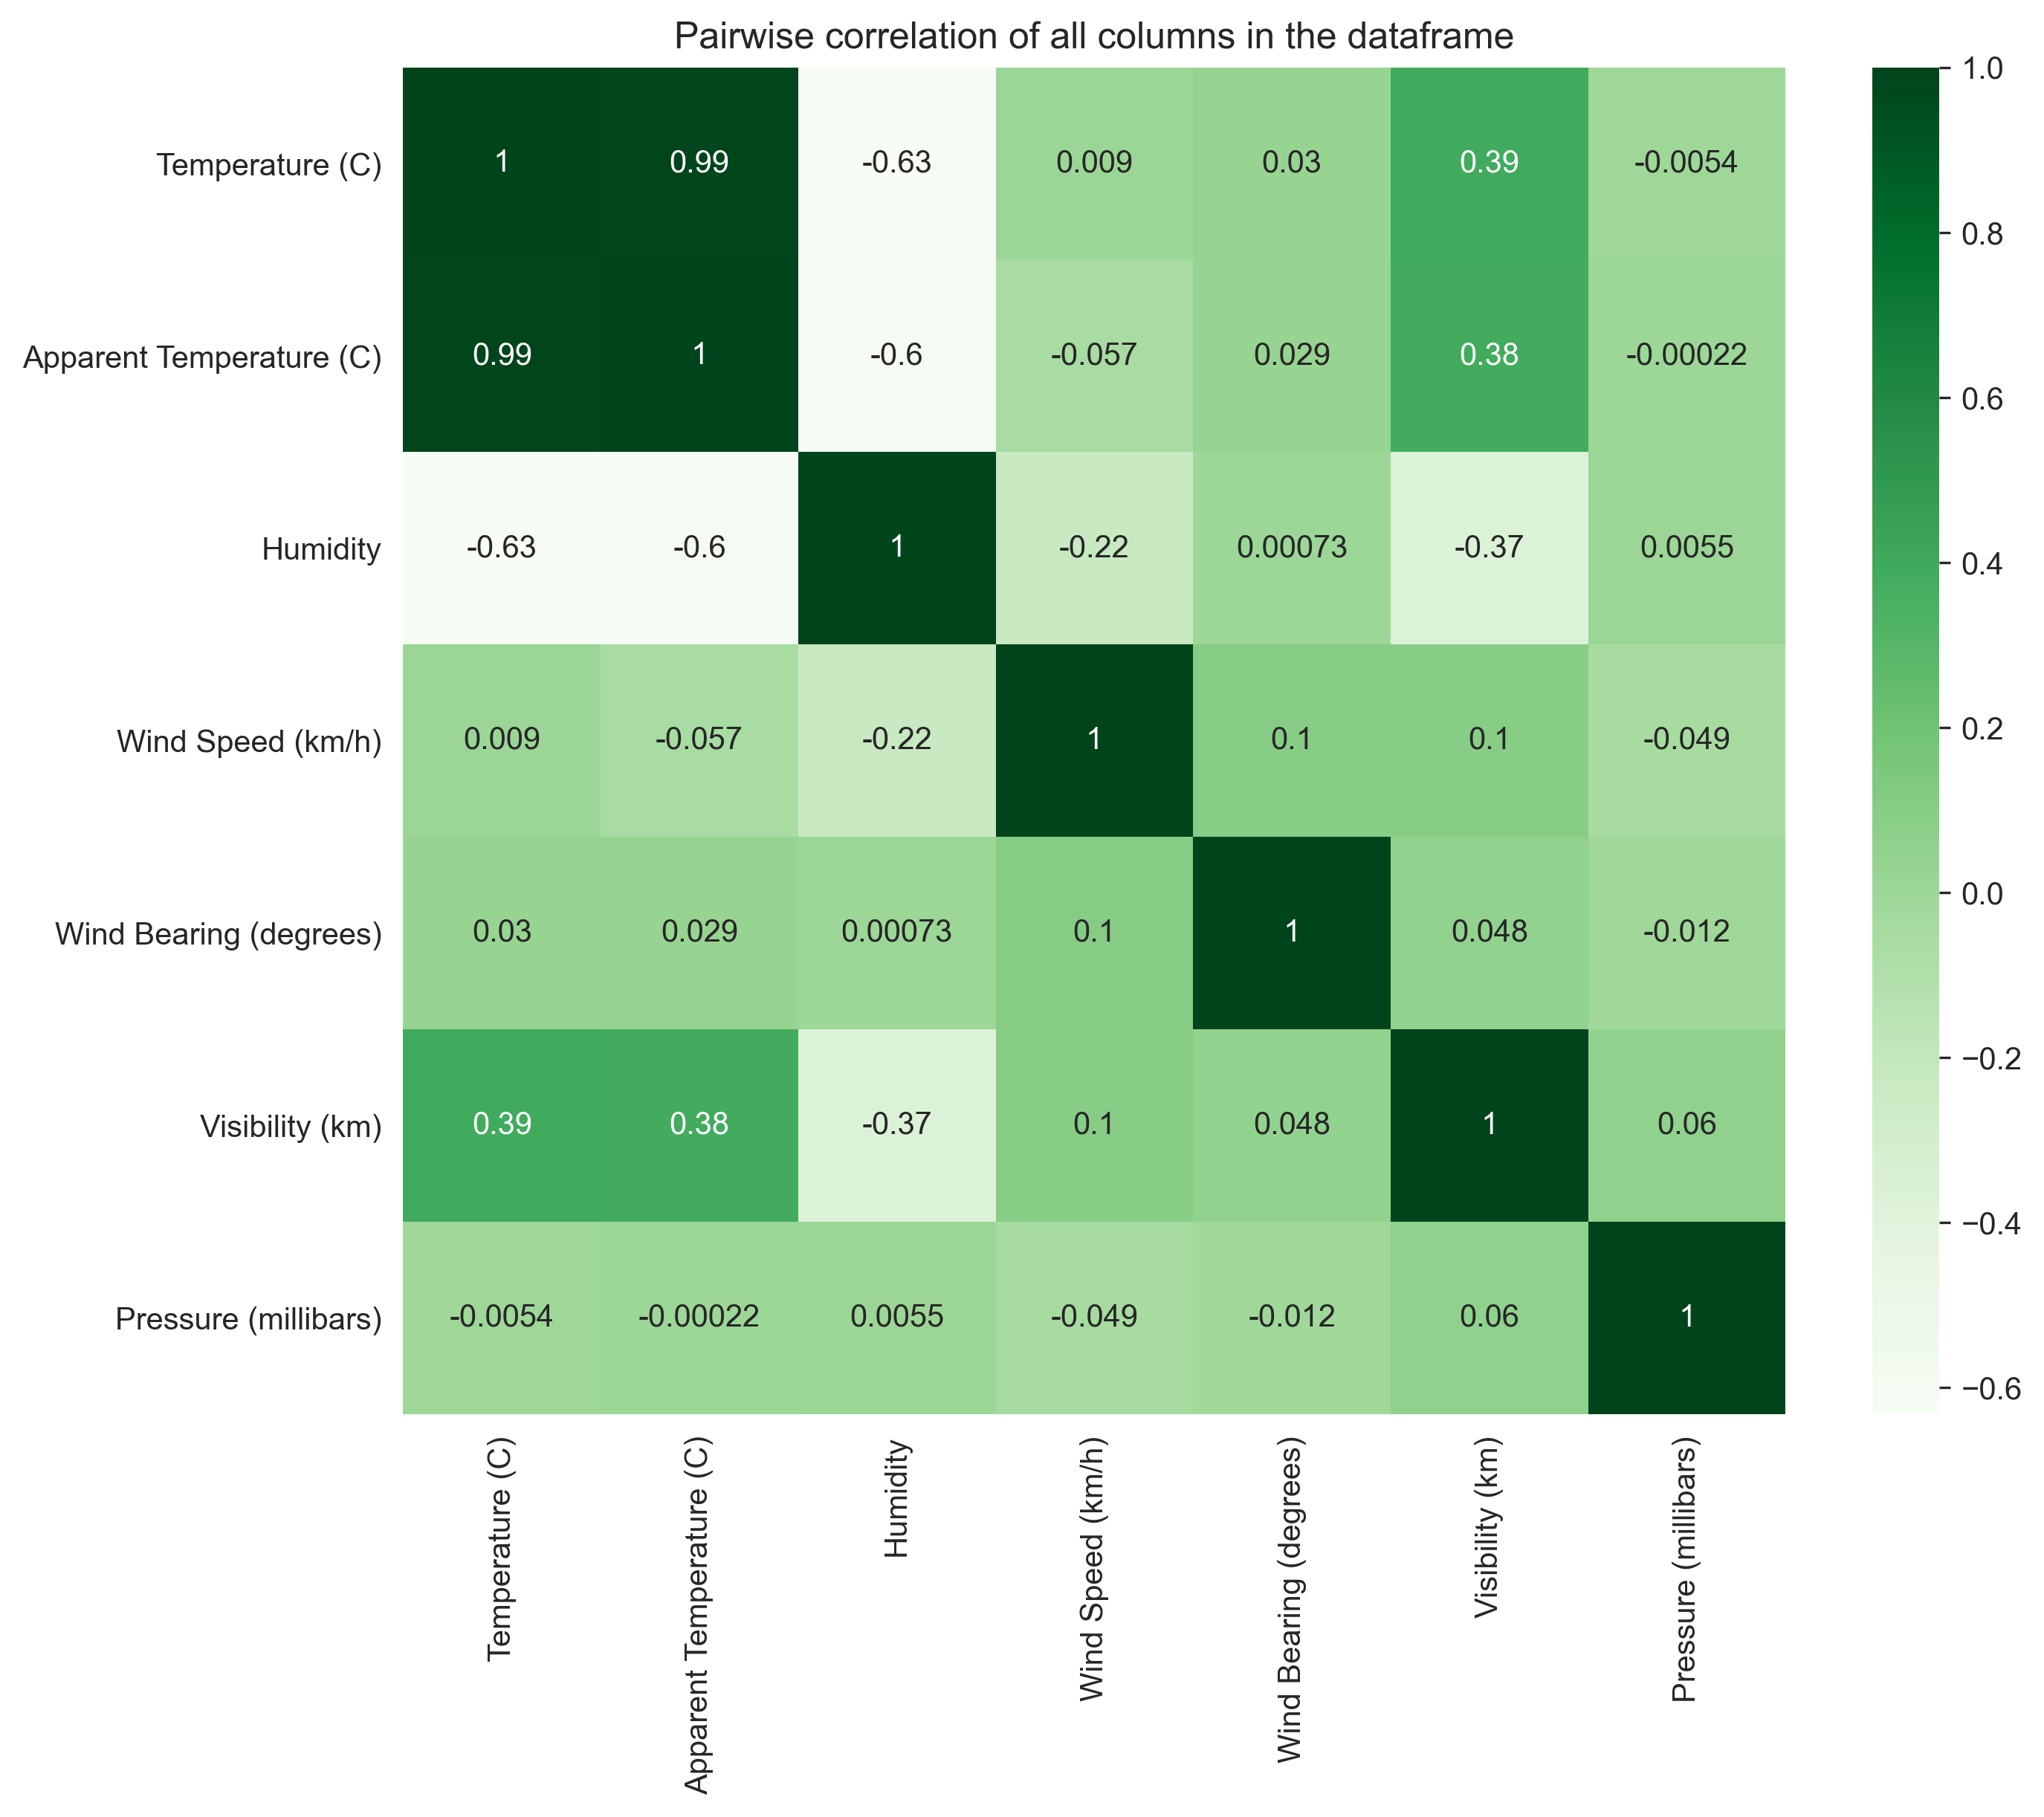 Pairwise correlation of all columns in the dataframe
Temperature (C) 1 0.99 -0.63 0.009 0.03 0.39 -0.0054
Apparent Temperature (C) 0.99 1 -0.6 -0.057 0.029 0.38 -0.00022
Humidity -0.63 -0.6 1 -0.22 0.00073 -0.37 0.0055
Wind Speed (km/h) 0.009 -0.057 -0.22 1 0.1 0.1 -0.049
Wind Bearing (degrees) 0.03 0.029 0.00073 0.1 1 0.048 -0.012
Visibility (km) 0.39 0.38 -0.37 0.1 0.048 1 0.06
Pressure (millibars) -0.0054 -0.00022 0.0055 -0.049 -0.012 0.06 1
Temperature (C)
Apparent Temperature (C)
Humidity
Wind Speed (km/h)
Wind Bearing (degrees)
Visibility (km)
Pressure (millibars)
1.0
0.8
0.6
0.4
0.2
0.0
−0.2
−0.4
−0.6